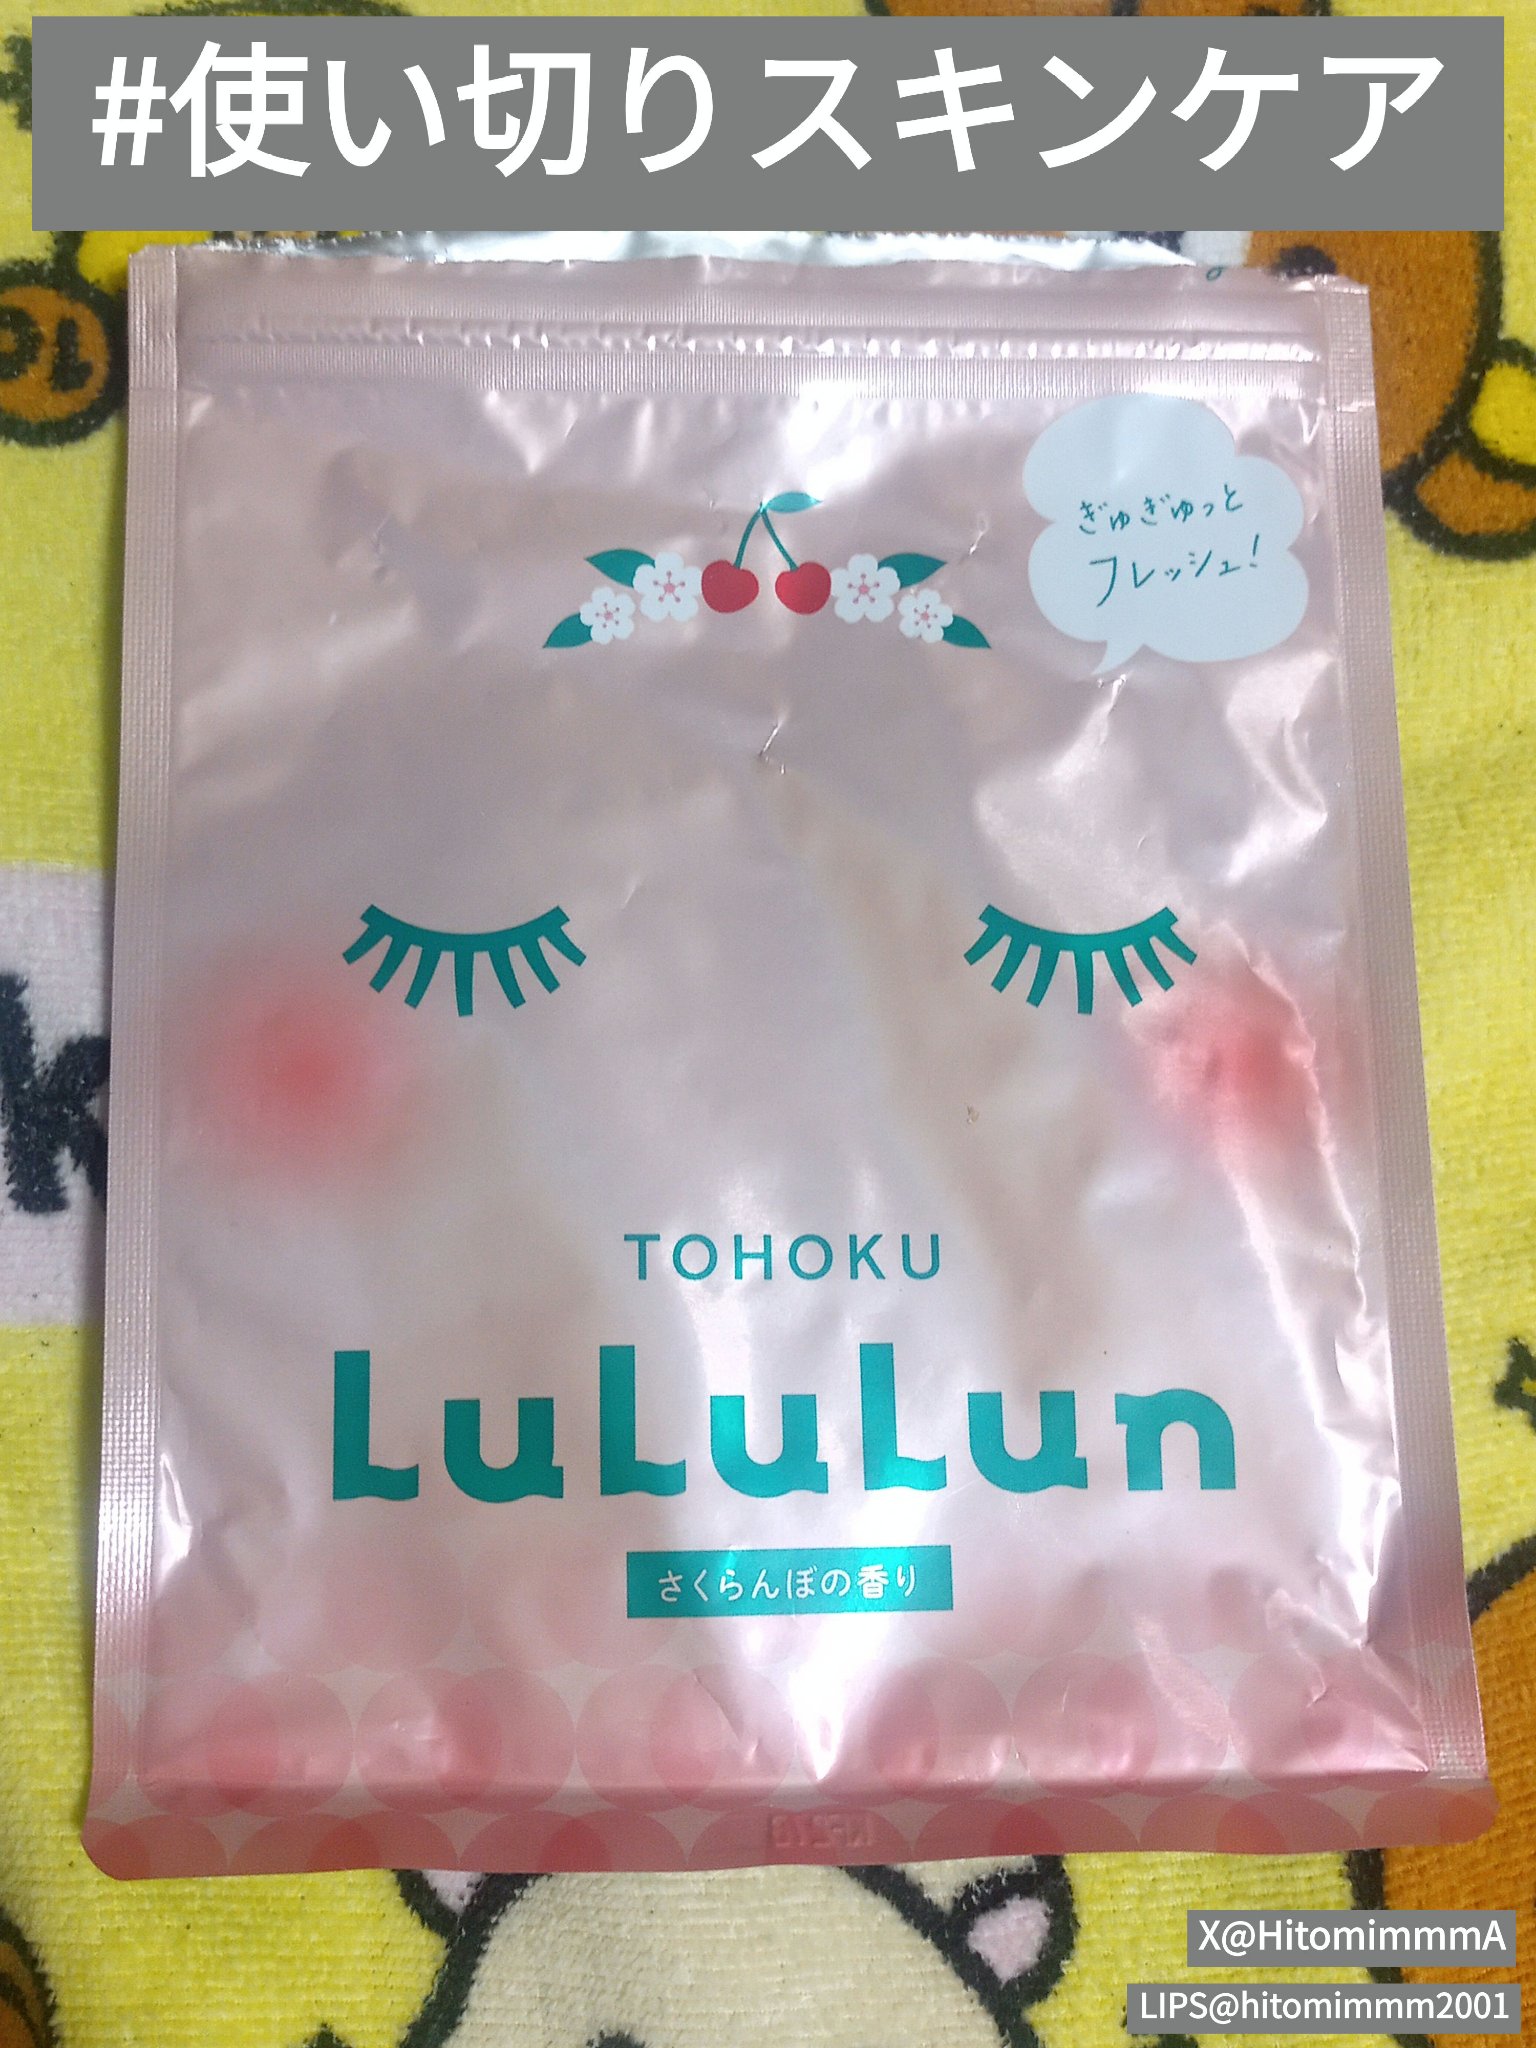 #使い切りスキンケア
ぎゅぎゅっと
フレッシュ!
TOHOKU
LuLuLun
さくらんぼの香り
X@HitomimmmA
LIPS@hitomimmm2001